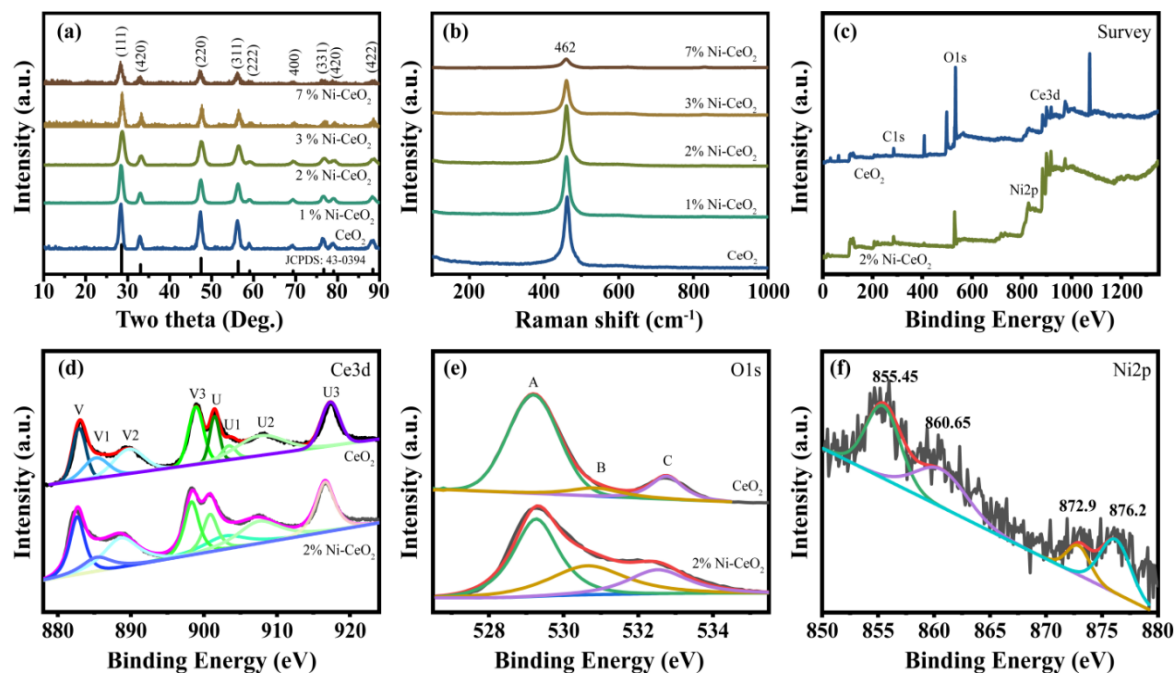 (a)
(111)
(420)
(220)
(311)
(222)
400
(331)
(420)
(422)
7 % Ni-CeO₂
3 % Ni-CeO₂
2 % Ni-CeO₂
1 % Ni-CeO₂
CeO₂
JCPDS: 43-0394
Intensity (a.u.)
10 20 30 40 50 60 70 80 90
Two theta (Deg.)
(b)
462
7% Ni-CeO₂
3% Ni-CeO₂
2% Ni-CeO₂
1% Ni-CeO₂
CeO₂
Intensity (a.u.)
200 400 600 800 1000
Raman shift (cm⁻¹)
(c)
Survey
O1s
Ce3d
C1s
CeO₂
Ni2p
2% Ni-CeO₂
Intensity (a.u.)
0 200 400 600 800 1000 1200
Binding Energy (eV)
(d)
Ce3d
V
V1
V2
V3
U
U1
U2
U3
CeO₂
2% Ni-CeO₂
Intensity (a.u.)
880 890 900 910 920
Binding Energy (eV)
(e)
O1s
A
B
C
CeO₂
2% Ni-CeO₂
Intensity (a.u.)
528 530 532 534
Binding Energy (eV)
(f)
Ni2p
855.45
860.65
872.9
876.2
Intensity (a.u.)
850 855 860 865 870 875 880
Binding Energy (eV)